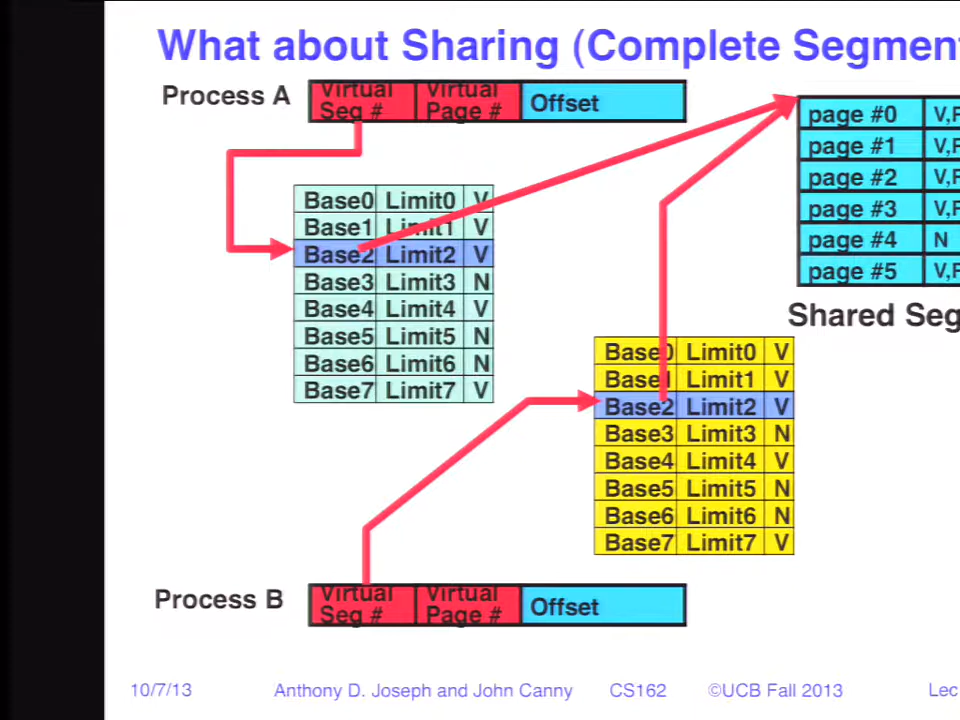 What about Sharing (Complete Segment
Process A
Virtual Seg #
Virtual Page #
Offset
page #0 V,
page #1 V,
page #2 V,
page #3 V,
page #4 N
page #5 V,
Shared Seg
Base0 Limit0 V
Base1 Limit1 V
Base2 Limit2 V
Base3 Limit3 N
Base4 Limit4 V
Base5 Limit5 N
Base6 Limit6 N
Base7 Limit7 V
Base0 Limit0 V
Base1 Limit1 V
Base2 Limit2 V
Base3 Limit3 N
Base4 Limit4 V
Base5 Limit5 N
Base6 Limit6 N
Base7 Limit7 V
Process B
Virtual Seg #
Virtual Page #
Offset
10/7/13 Anthony D. Joseph and John Canny CS162 ©UCB Fall 2013 Lec